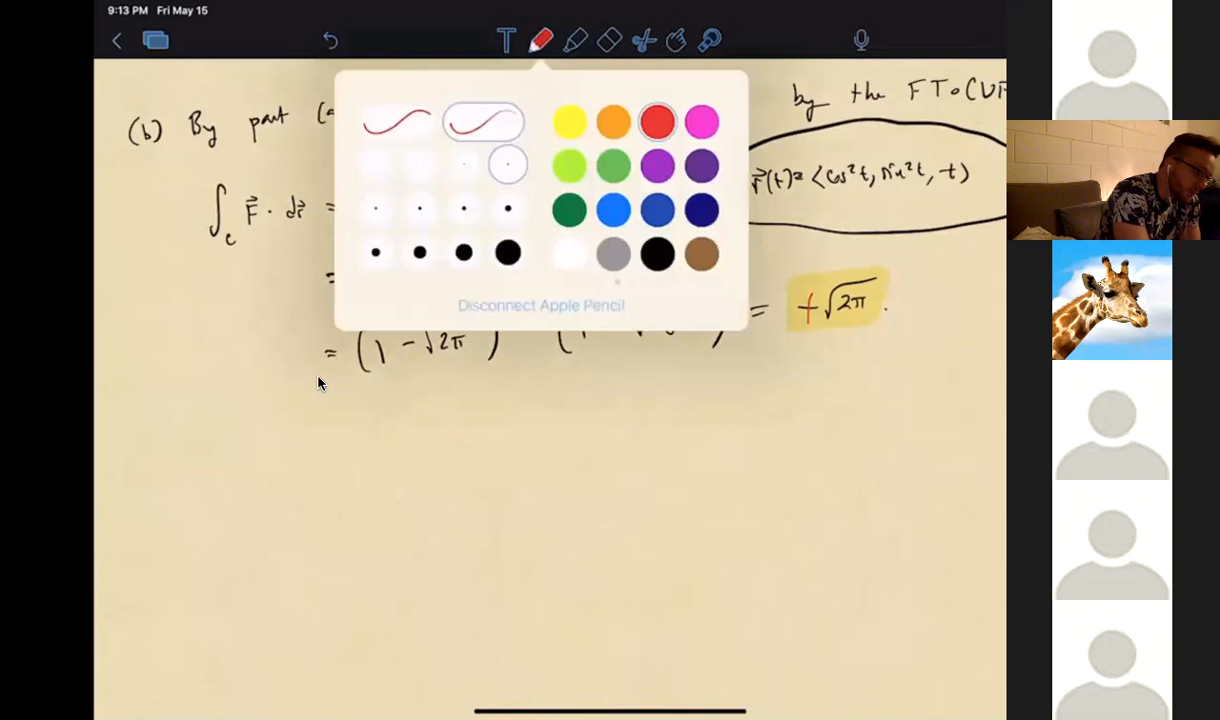 9:13 PM Fri May 15
T
by the FTOCVF
(b) By part (a
r⃗(t) = ⟨cos²t, sin²t, -t⟩
∫_C F⃗ · dr⃗ =
=
Disconnect Apple Pencil
= +√2π.
= (1 - √2π)